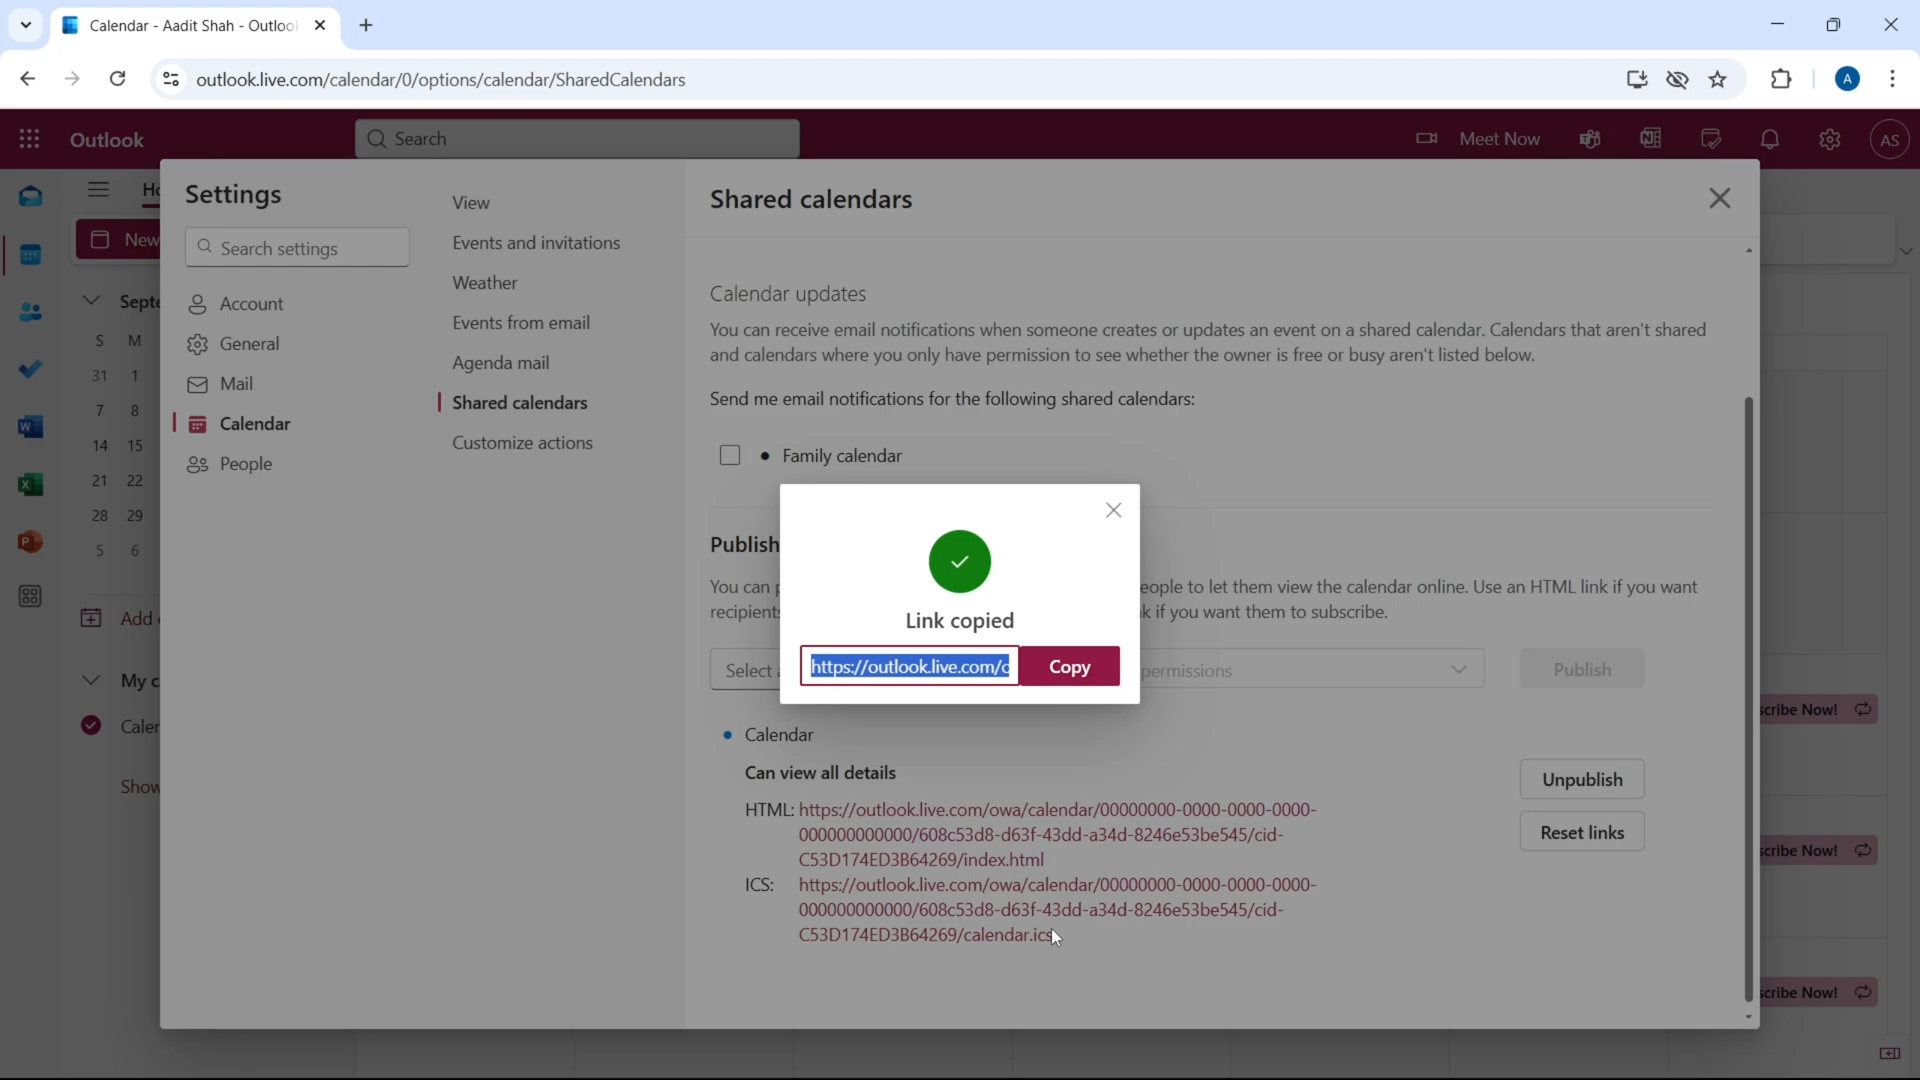 Calendar - Aadit Shah - Outloo
outlook.live.com/calendar/0/options/calendar/SharedCalendars
A
Outlook
Search
Meet Now
AS
Settings
Search settings
Account
General
Mail
Calendar
People
View
Events and invitations
Weather
Events from email
Agenda mail
Shared calendars
Customize actions
Shared calendars
Calendar updates
You can receive email notifications when someone creates or updates an event on a shared calendar. Calendars that aren't shared
and calendars where you only have permission to see whether the owner is free or busy aren't listed below.
Send me email notifications for the following shared calendars:
Family calendar
Publish
You can p
eople to let them view the calendar online. Use an HTML link if you want
recipients
k if you want them to subscribe.
Select a
permissions
Publish
Link copied
https://outlook.live.com/c
Copy
Calendar
Can view all details
Unpublish
HTML: https://outlook.live.com/owa/calendar/00000000-0000-0000-0000-
000000000000/608c53d8-d63f-43dd-a34d-8246e53be545/cid-
C53D174ED3B64269/index.html
Reset links
ICS: https://outlook.live.com/owa/calendar/00000000-0000-0000-0000-
000000000000/608c53d8-d63f-43dd-a34d-8246e53be545/cid-
C53D174ED3B64269/calendar.ics
Ho
New
Septe
S M
31 1
7 8
14 15
21 22
28 29
5 6
Add
My c
Caler
Show
scribe Now!
scribe Now!
scribe Now!